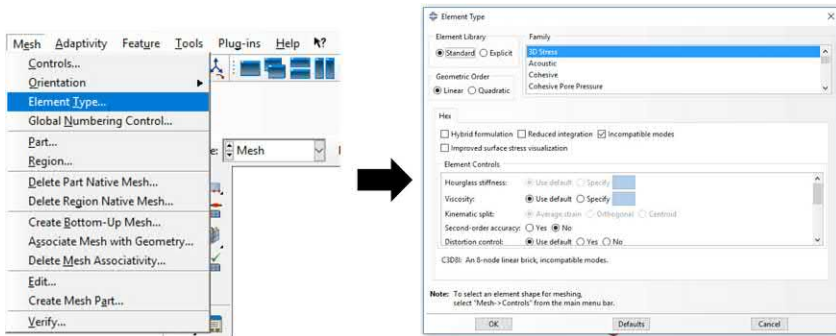 Mesh Adaptivity Feature Tools Plug-ins Help
Controls...
Orientation
Element Type...
Global Numbering Control...
Part...
Mesh
Region...
Delete Part Native Mesh...
Delete Region Native Mesh...
Create Bottom-Up Mesh...
Associate Mesh with Geometry...
Delete Mesh Associativity...
Edit...
Create Mesh Part...
Verify...
Element Type
Element Library
Standard Explicit
Geometric Order
Linear Quadratic
Family
3D Stress
Acoustic
Cohesive
Cohesive Pore Pressure
Hex
Hybrid formulation Reduced integration Incompatible modes
Improved surface stress visualization
Element Controls
Hourglass stiffness: Use default Specify
Viscosity: Use default Specify
Kinematic split: Average strain Orthogonal Centroid
Second-order accuracy: Yes No
Distortion control: Use default Yes No
C3D8I: An 8-node linear brick, incompatible modes.
Note: To select an element shape for meshing,
select "Mesh->Controls" from the main menu bar.
OK Defaults Cancel